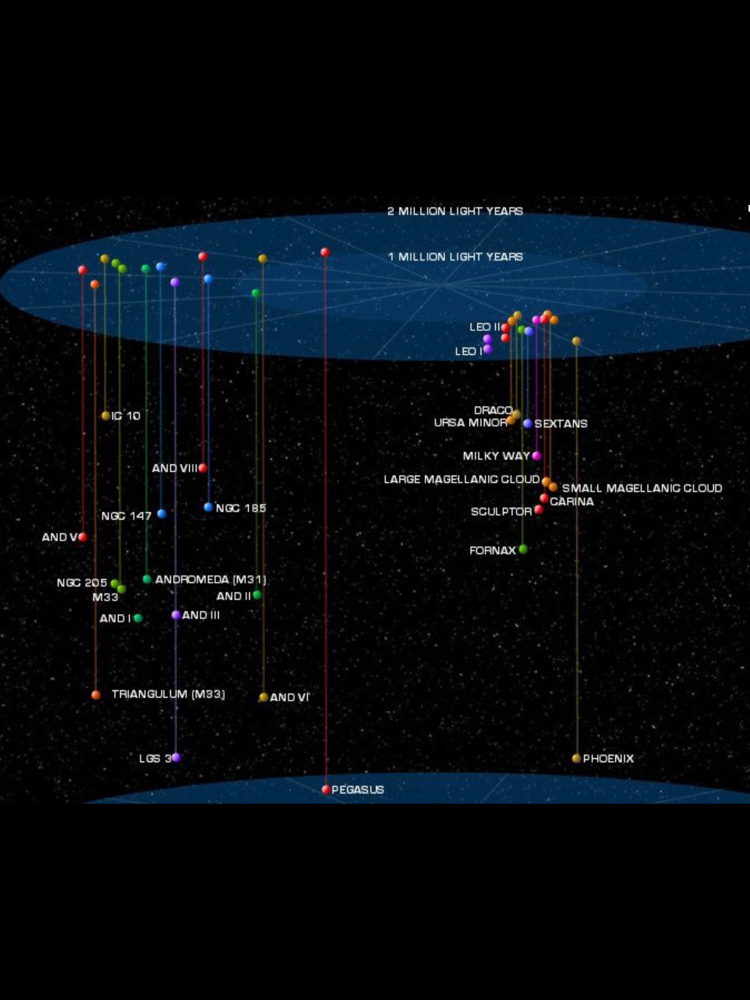 2 MILLION LIGHT YEARS
1 MILLION LIGHT YEARS
LEO II
LEO I
DRACO
IC 10
URSA MINOR
SEXTANS
MILKY WAY
AND VIII
LARGE MAGELLANIC CLOUD
SMALL MAGELLANIC CLOUD
CARINA
NGC 185
SCULPTOR
NGC 147
AND V
FORNAX
ANDROMEDA (M31)
NGC 205
AND II
M33
AND III
AND I
TRIANGULUM (M33)
AND VI
LGS 3
PHOENIX
PEGASUS